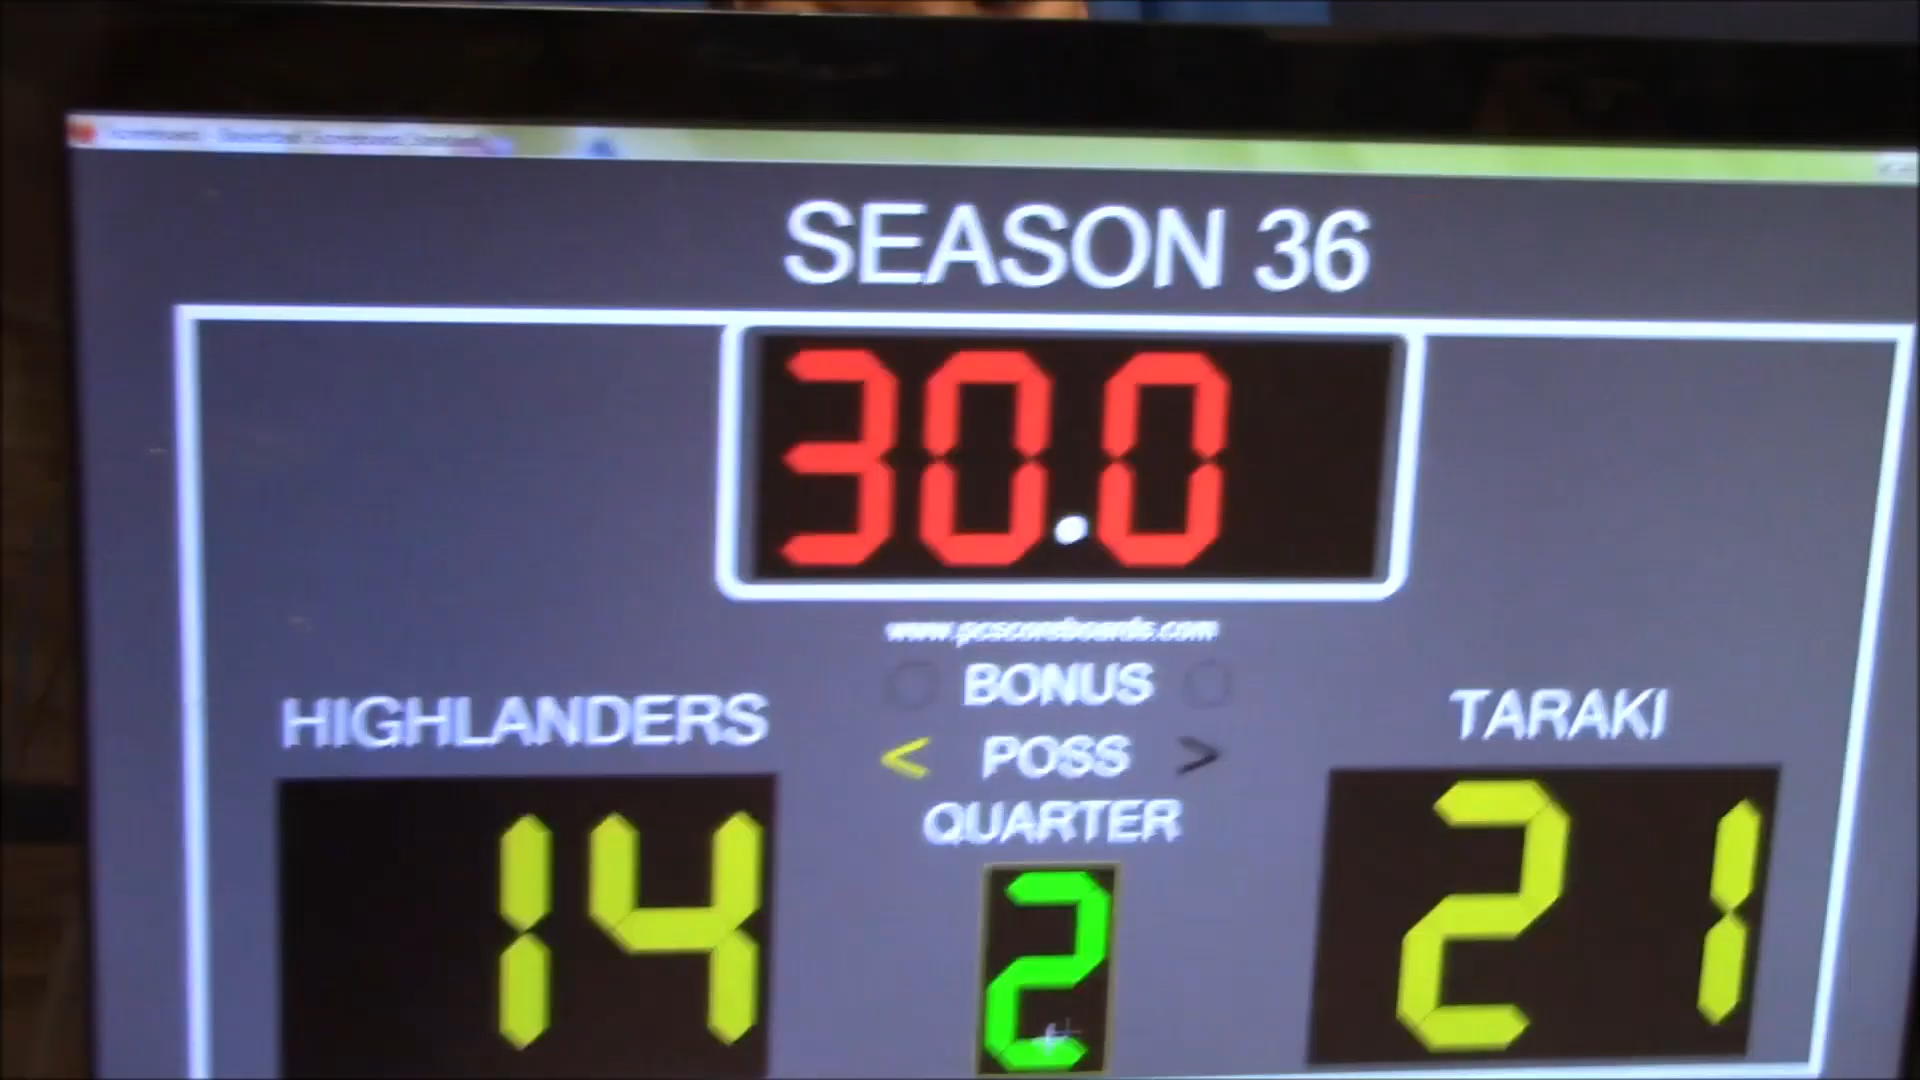 SEASON 36
30.0
www.pcscoreboards.com
BONUS
HIGHLANDERS
TARAKI
< POSS >
QUARTER
14
2
21